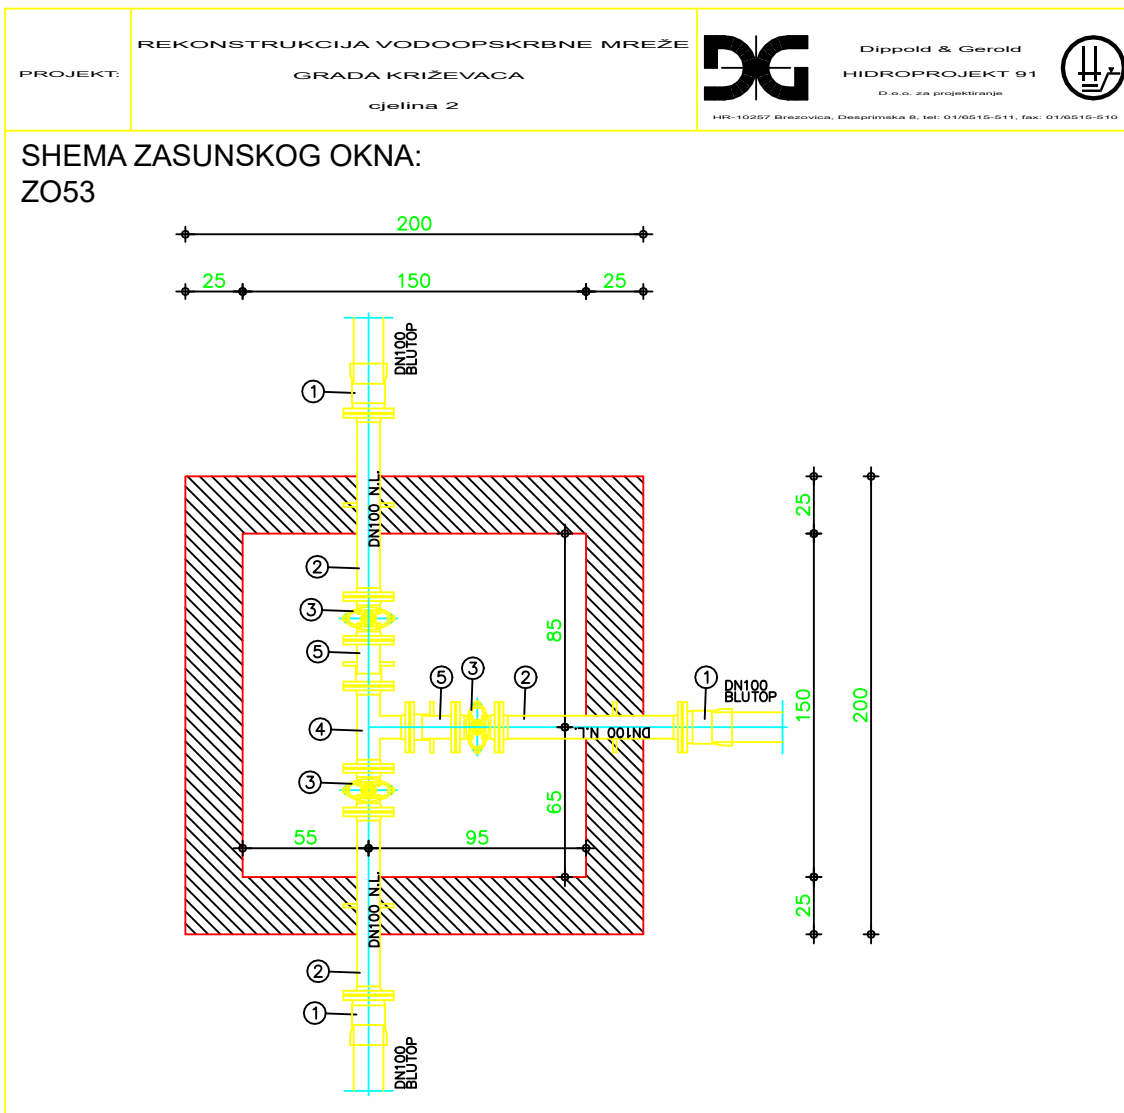 PROJEKT:
REKONSTRUKCIJA VODOOPSKRBNE MREŽE
GRADA KRIŽEVACA
cjelina 2
DG
Dippold & Gerold
HIDROPROJEKT 91
D.o.o. za projektiranje
HR-10257 Brezovica, Desprimska 8, tel: 01/6515-511, fax: 01/6515-510
SHEMA ZASUNSKOG OKNA:
ZO53
200
25
150
25
DN100
BLUTOP
1
DN100 N.L.
2
3
5
4
3
5
3
2
1
DN100
BLUTOP
DN100 N.L.
85
65
55
95
25
150
25
200
DN100 N.L.
2
1
DN100
BLUTOP